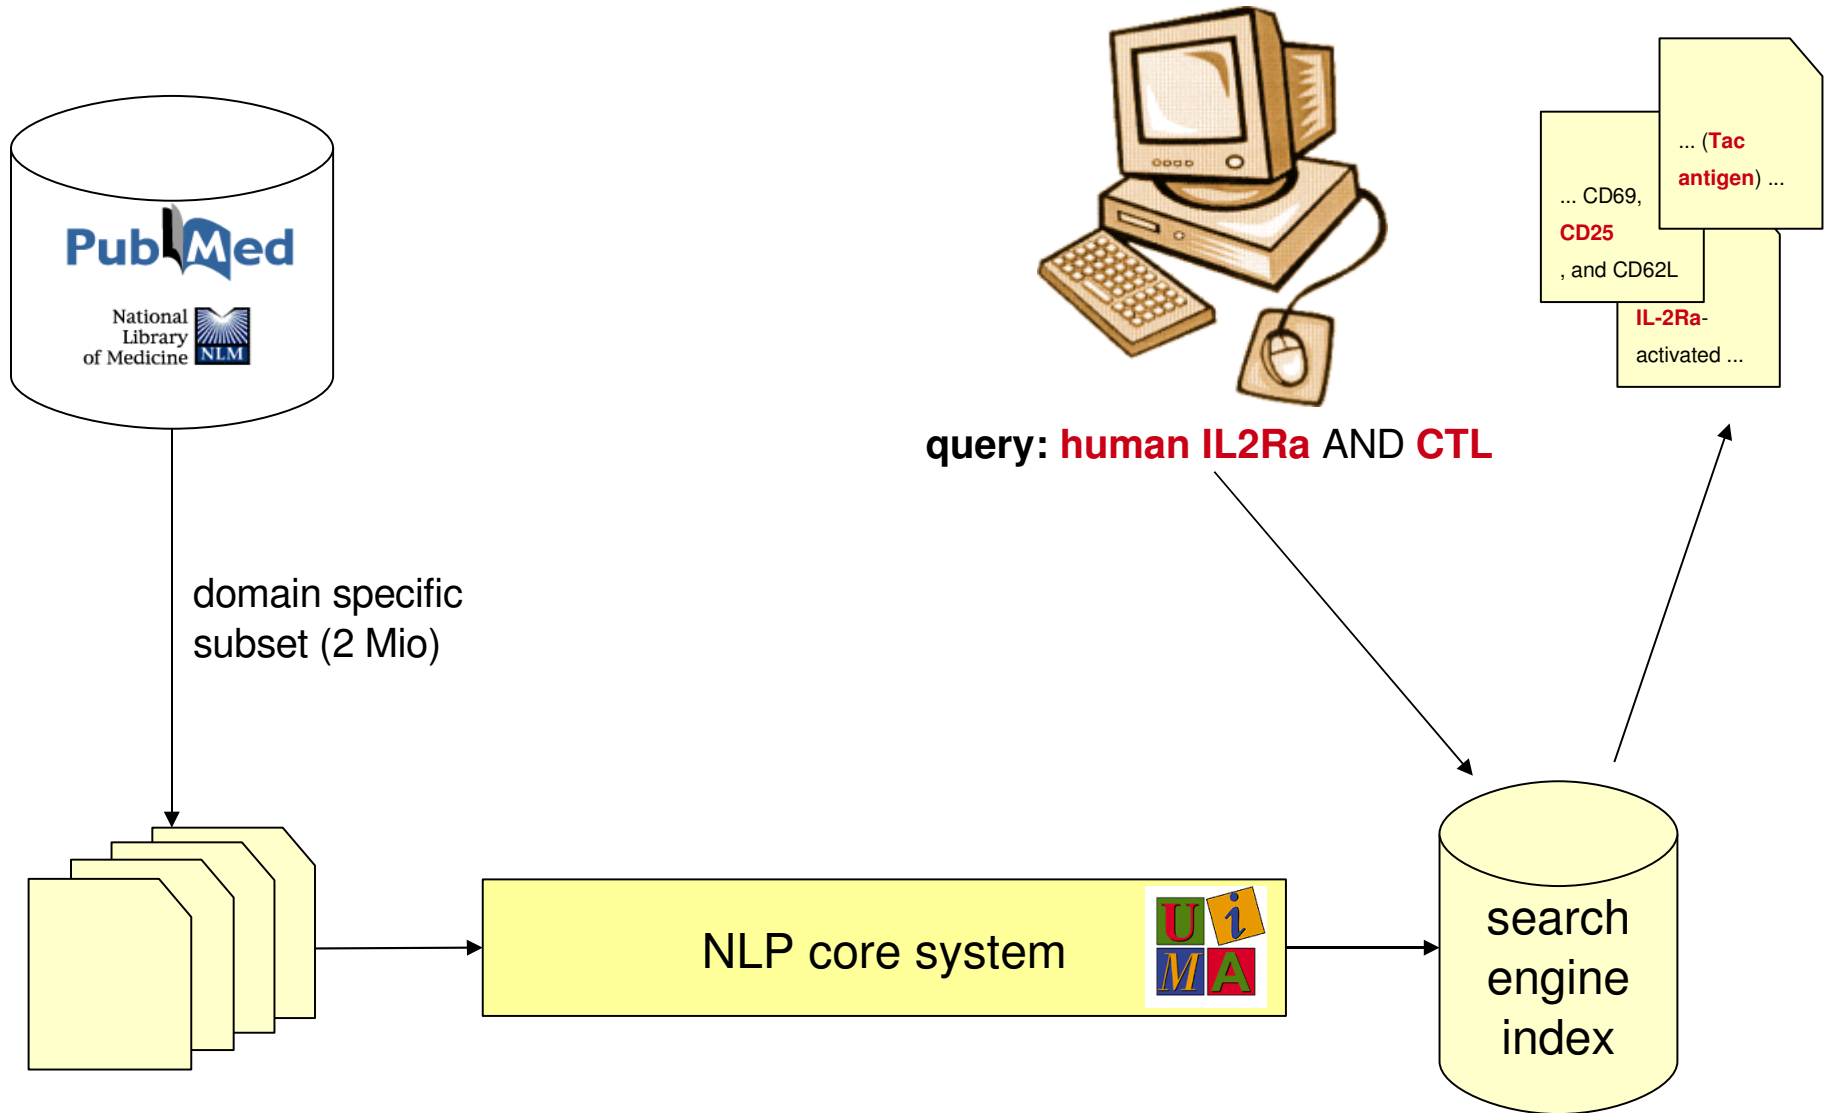 PubMed
National
Library
of Medicine
NLM
domain specific
subset (2 Mio)
query: human IL2Ra AND CTL
... (Tac
antigen) ...
... CD69,
CD25
, and CD62L
IL-2Ra-
activated ...
NLP core system
UiMA
search
engine
index